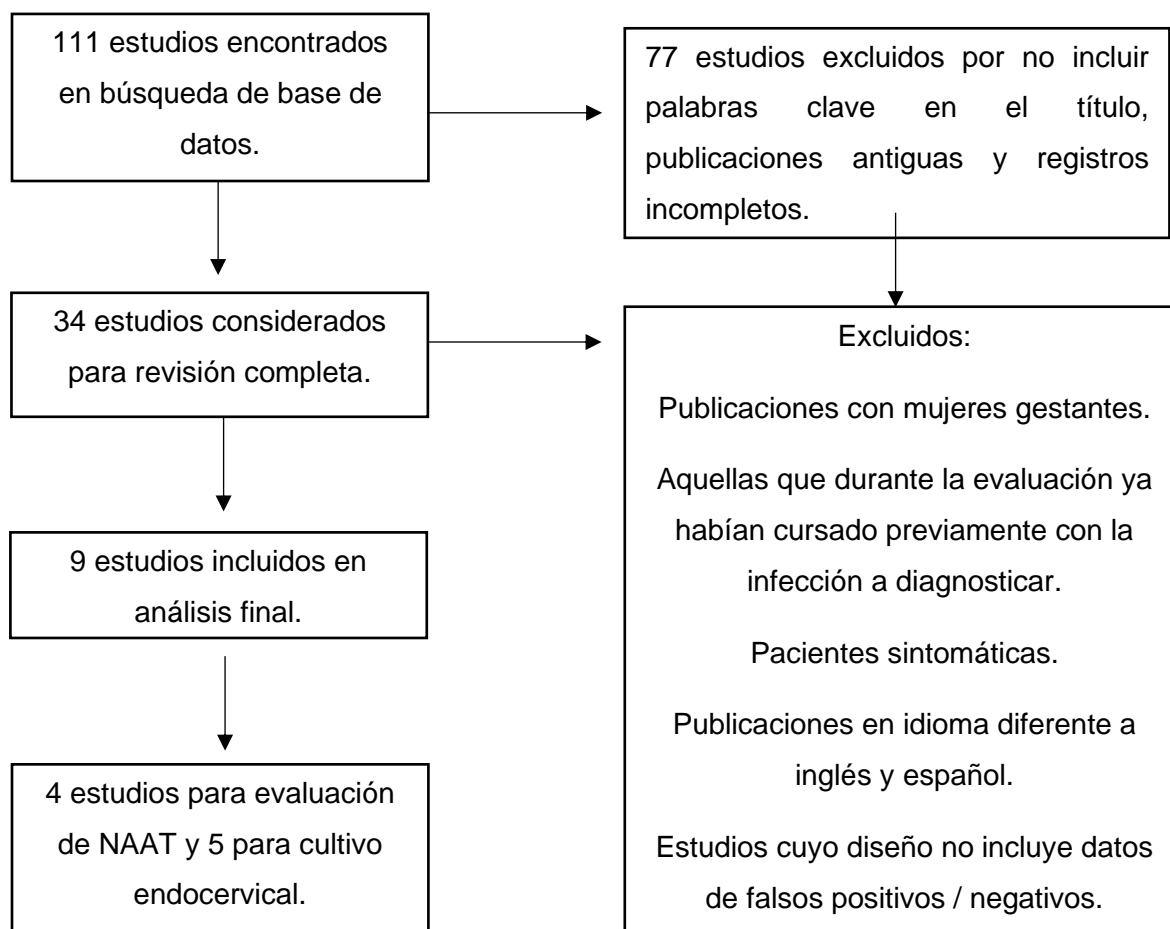 111 estudios encontrados
en búsqueda de base de
datos.
77 estudios excluidos por no incluir
palabras clave en el título,
publicaciones antiguas y registros
incompletos.
34 estudios considerados
para revisión completa.
Excluidos:
Publicaciones con mujeres gestantes.
Aquellas que durante la evaluación ya
habían cursado previamente con la
infección a diagnosticar.
Pacientes sintomáticas.
Publicaciones en idioma diferente a
inglés y español.
Estudios cuyo diseño no incluye datos
de falsos positivos / negativos.
9 estudios incluidos en
análisis final.
4 estudios para evaluación
de NAAT y 5 para cultivo
endocervical.